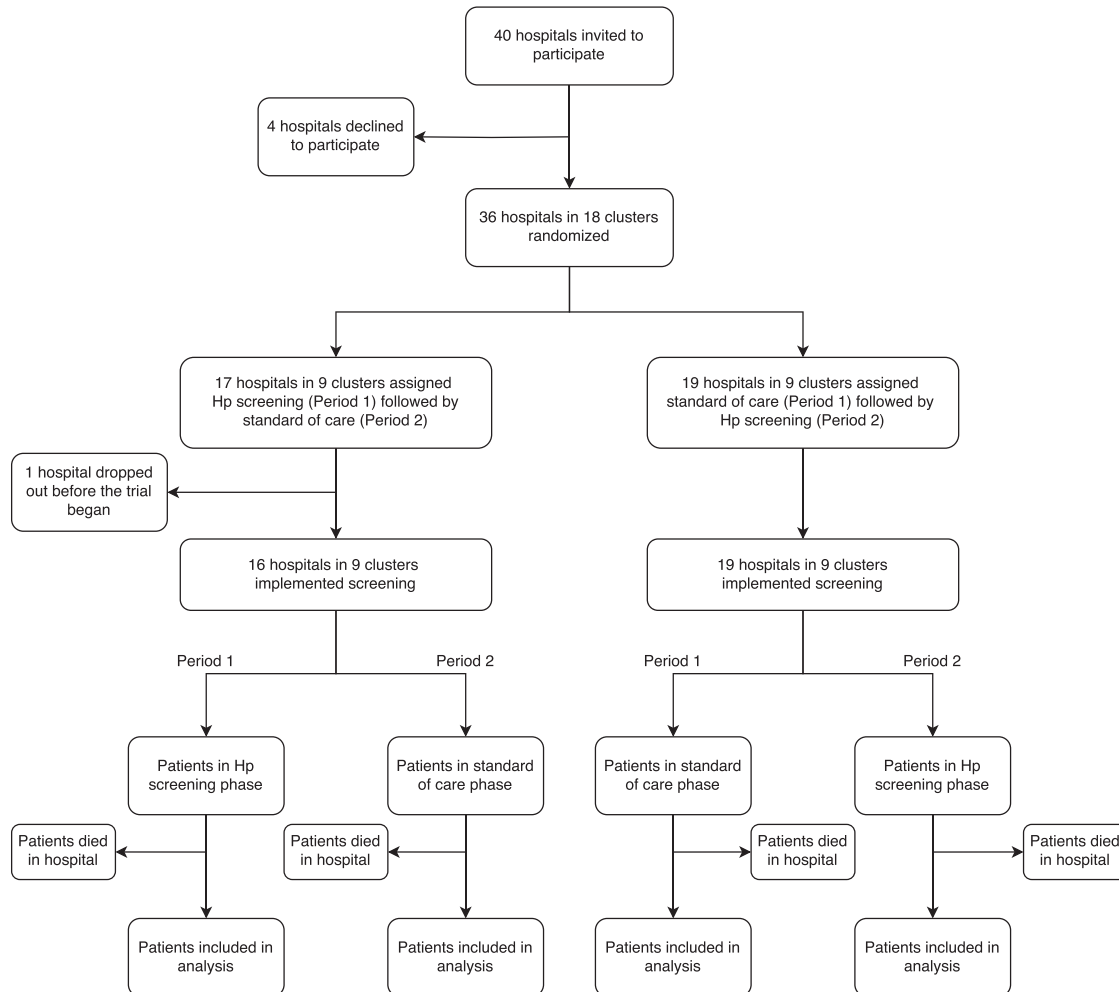 40 hospitals invited to
participate
4 hospitals declined
to participate
36 hospitals in 18 clusters
randomized
17 hospitals in 9 clusters assigned
Hp screening (Period 1) followed by
standard of care (Period 2)
19 hospitals in 9 clusters assigned
standard of care (Period 1) followed by
Hp screening (Period 2)
1 hospital dropped
out before the trial
began
16 hospitals in 9 clusters
implemented screening
19 hospitals in 9 clusters
implemented screening
Period 1
Period 2
Period 1
Period 2
Patients in Hp
screening phase
Patients in standard
of care phase
Patients in standard
of care phase
Patients in Hp
screening phase
Patients died
in hospital
Patients died
in hospital
Patients died
in hospital
Patients died
in hospital
Patients included in
analysis
Patients included in
analysis
Patients included in
analysis
Patients included in
analysis